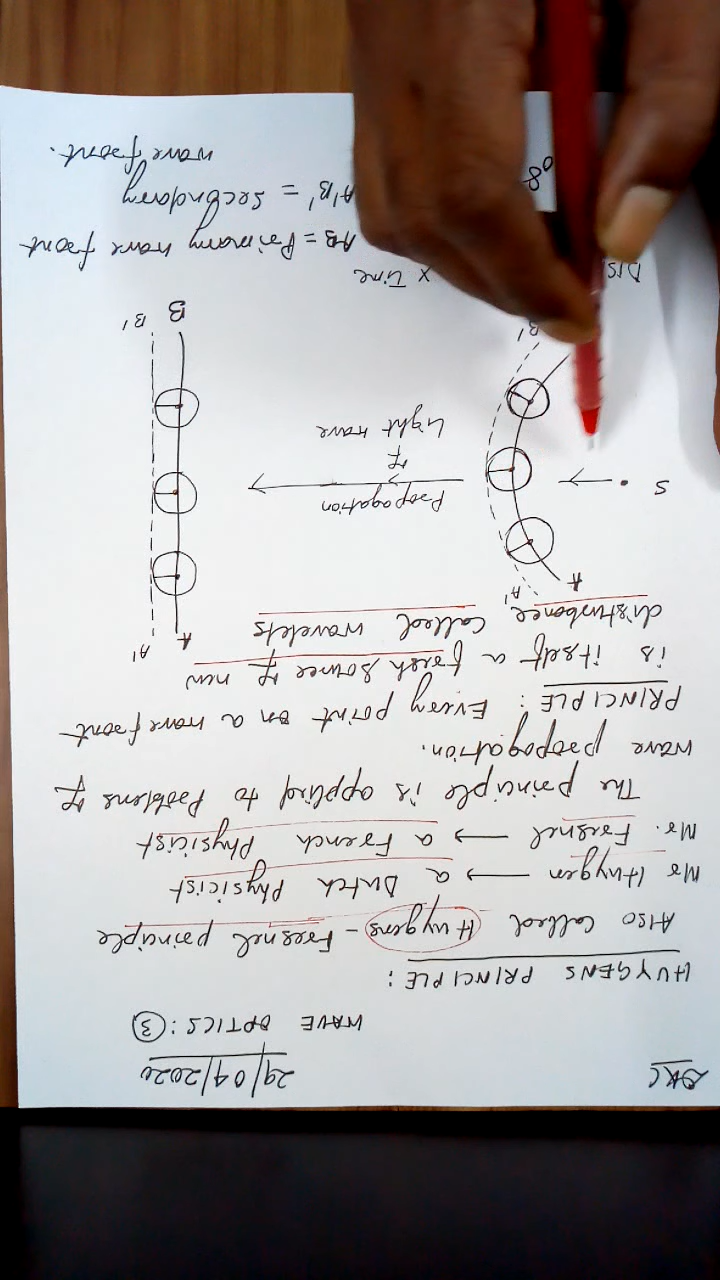 BKC
29/04/2020
WAVE OPTICS: 3
HUYGENS PRINCIPLE:
Also called Huygens - Fresnel principle
Mr Huygen → a Dutch Physicist
Mr. Fresnel → a French Physicist
The principle is applied to Problems of
wave propagation.
PRINCIPLE: Every point on a wave front
is itself a fresh source of new
disturbance called wavelets
A A' A' A
S Propagation
of
Light wave
B' B B'
x time
AB = Primary wave front
A'B' = Secondary
wave front.